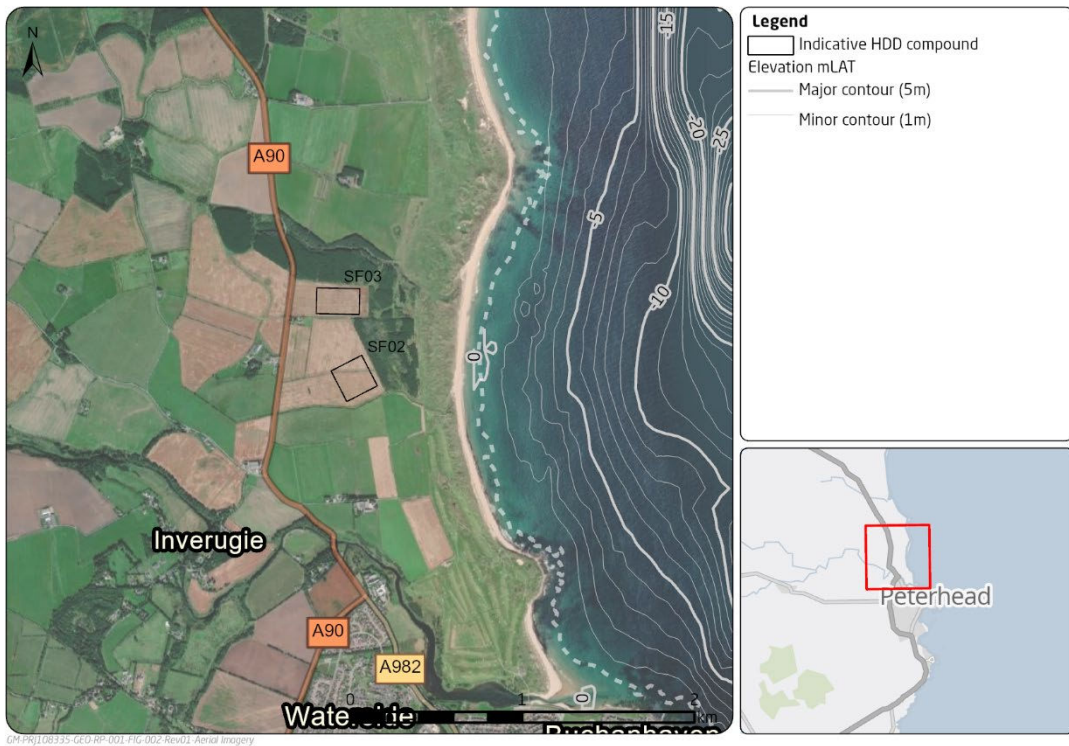 N
A90
SF03
SF02
Inverugie
A90
A982
Waterside
Buchanhaven
0
1
2
km
0
0
-5
-10
-15
-20
-25
Legend
Indicative HDD compound
Elevation mLAT
Major contour (5m)
Minor contour (1m)
Peterhead
GM-PRJ108335-GEO-RP-001-FIG-002-Rev01-Aerial Imagery